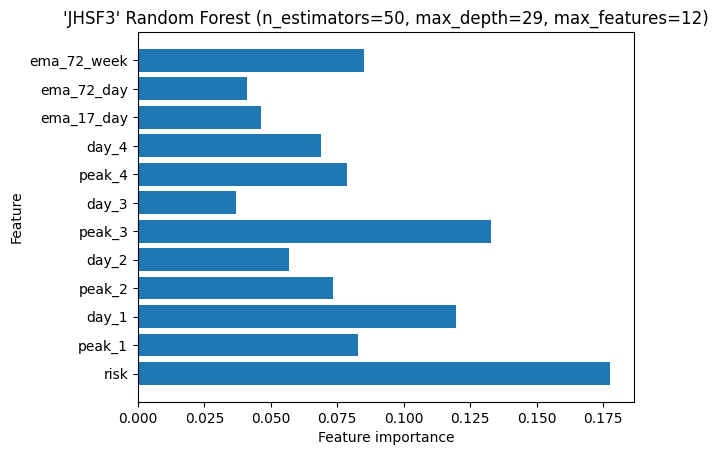 'JHSF3' Random Forest (n_estimators=50, max_depth=29, max_features=12)
Feature
ema_72_week
ema_72_day
ema_17_day
day_4
peak_4
day_3
peak_3
day_2
peak_2
day_1
peak_1
risk
0.000 0.025 0.050 0.075 0.100 0.125 0.150 0.175
Feature importance